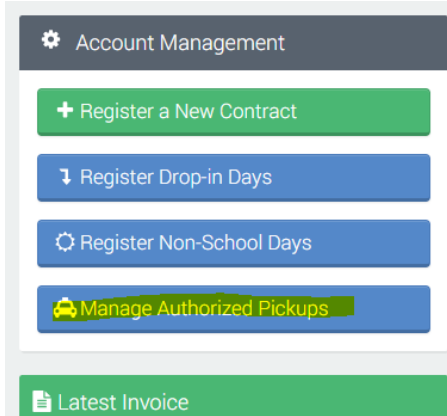 Account Management
Register a New Contract
Register Drop-in Days
Register Non-School Days
Manage Authorized Pickups
Latest Invoice